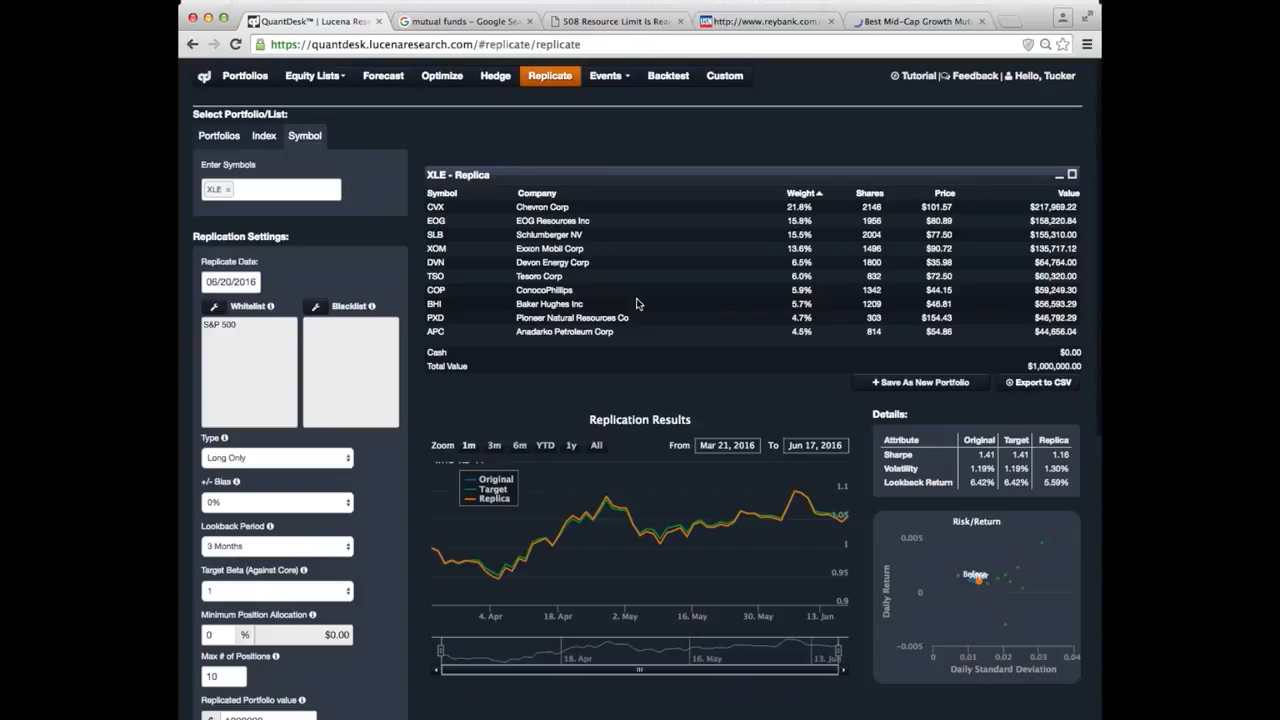 QuantDesk™ | Lucena Rese
mutual funds - Google Sea
508 Resource Limit Is Rea
http://www.reybank.com/
Best Mid-Cap Growth Mut
https://quantdesk.lucenaresearch.com/#replicate/replicate
Portfolios Equity Lists Forecast Optimize Hedge Replicate Events Backtest Custom
Tutorial | Feedback | Hello, Tucker
Select Portfolio/List:
Portfolios Index Symbol
Enter Symbols
XLE ×
Replication Settings:
Replicate Date:
06/20/2016
Whitelist Blacklist
S&P 500
Type
Long Only
+/- Bias
0%
Lookback Period
3 Months
Target Beta (Against Core)
1
Minimum Position Allocation
0 % $0.00
Max # of Positions
10
Replicated Portfolio value
XLE - Replica
Symbol Company Weight Shares Price Value
CVX Chevron Corp 21.8% 2146 $101.57 $217,969.22
EOG EOG Resources Inc 15.8% 1956 $80.89 $158,220.84
SLB Schlumberger NV 15.5% 2004 $77.50 $155,310.00
XOM Exxon Mobil Corp 13.6% 1496 $90.72 $135,717.12
DVN Devon Energy Corp 6.5% 1800 $35.98 $64,764.00
TSO Tesoro Corp 6.0% 832 $72.50 $60,320.00
COP ConocoPhillips 5.9% 1342 $44.15 $59,249.30
BHI Baker Hughes Inc 5.7% 1209 $46.81 $56,593.29
PXD Pioneer Natural Resources Co 4.7% 303 $154.43 $46,792.29
APC Anadarko Petroleum Corp 4.5% 814 $54.86 $44,656.04
Cash $0.00
Total Value $1,000,000.00
+ Save As New Portfolio Export to CSV
Replication Results
Zoom 1m 3m 6m YTD 1y All From Mar 21, 2016 To Jun 17, 2016
Original
Target
Replica
1.1
1.05
1
0.95
0.9
4. Apr 18. Apr 2. May 16. May 30. May 13. Jun
18. Apr 16. May 13. Jun
Details:
Attribute Original Target Replica
Sharpe 1.41 1.41 1.16
Volatility 1.19% 1.19% 1.30%
Lookback Return 6.42% 6.42% 5.59%
Risk/Return
Daily Return
0.005
0
-0.005
0 0.01 0.02 0.03 0.04
Daily Standard Deviation